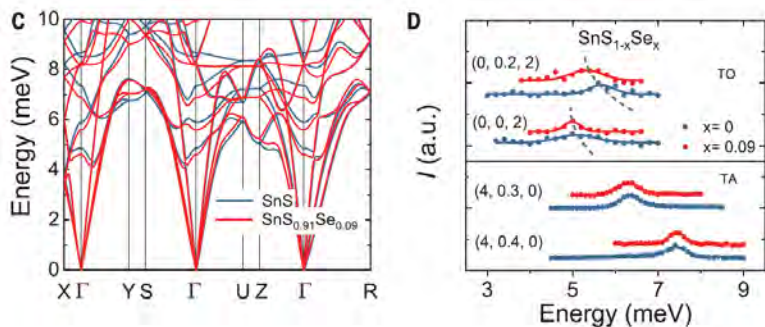 C
Energy (meV)
10
8
6
4
2
0
SnS
SnS0.91Se0.09
X Γ Y S Γ U Z Γ R
D
I (a.u.)
SnS1-xSex
(0, 0.2, 2)
TO
(0, 0, 2)
x= 0
x= 0.09
(4, 0.3, 0)
TA
(4, 0.4, 0)
3 5 7 9
Energy (meV)